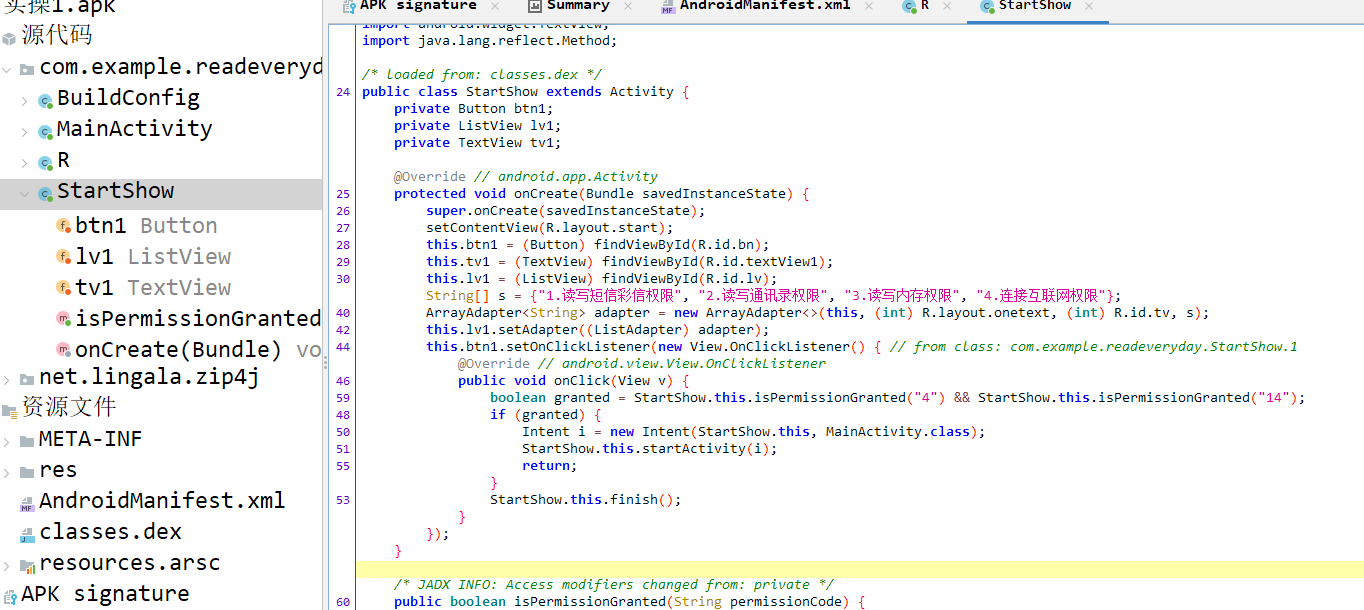 实操1.apk
源代码
com.example.readeveryd
BuildConfig
MainActivity
R
StartShow
btn1 Button
lv1 ListView
tv1 TextView
isPermissionGranted
onCreate(Bundle) vo
net.lingala.zip4j
资源文件
META-INF
res
AndroidManifest.xml
classes.dex
resources.arsc
APK signature
APK signature × Summary × AndroidManifest.xml × R × StartShow ×
import android.widget.TextView;
import java.lang.reflect.Method;
/* loaded from: classes.dex */
24 public class StartShow extends Activity {
private Button btn1;
private ListView lv1;
private TextView tv1;
@Override // android.app.Activity
25 protected void onCreate(Bundle savedInstanceState) {
26 super.onCreate(savedInstanceState);
27 setContentView(R.layout.start);
28 this.btn1 = (Button) findViewById(R.id.bn);
29 this.tv1 = (TextView) findViewById(R.id.textView1);
30 this.lv1 = (ListView) findViewById(R.id.lv);
String[] s = {"1.读写短信彩信权限", "2.读写通讯录权限", "3.读写内存权限", "4.连接互联网权限"};
40 ArrayAdapter<String> adapter = new ArrayAdapter<>(this, (int) R.layout.onetext, (int) R.id.tv, s);
42 this.lv1.setAdapter((ListAdapter) adapter);
44 this.btn1.setOnClickListener(new View.OnClickListener() { // from class: com.example.readeveryday.StartShow.1
@Override // android.view.View.OnClickListener
46 public void onClick(View v) {
59 boolean granted = StartShow.this.isPermissionGranted("4") && StartShow.this.isPermissionGranted("14");
48 if (granted) {
50 Intent i = new Intent(StartShow.this, MainActivity.class);
51 StartShow.this.startActivity(i);
55 return;
}
53 StartShow.this.finish();
}
});
}
/* JADX INFO: Access modifiers changed from: private */
60 public boolean isPermissionGranted(String permissionCode) {